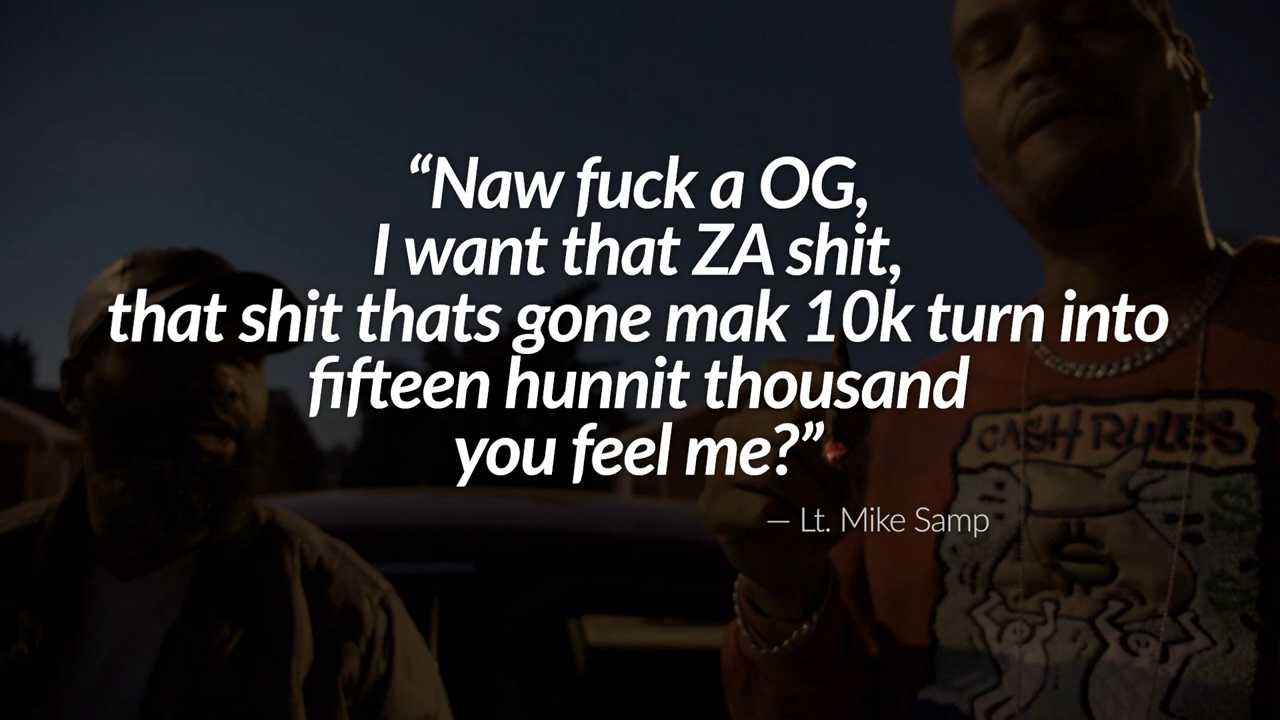 “Naw fuck a OG,
I want that ZA shit,
that shit thats gone mak 10k turn into
fifteen hunnit thousand
you feel me?”
— Lt. Mike Samp
CASH RULES